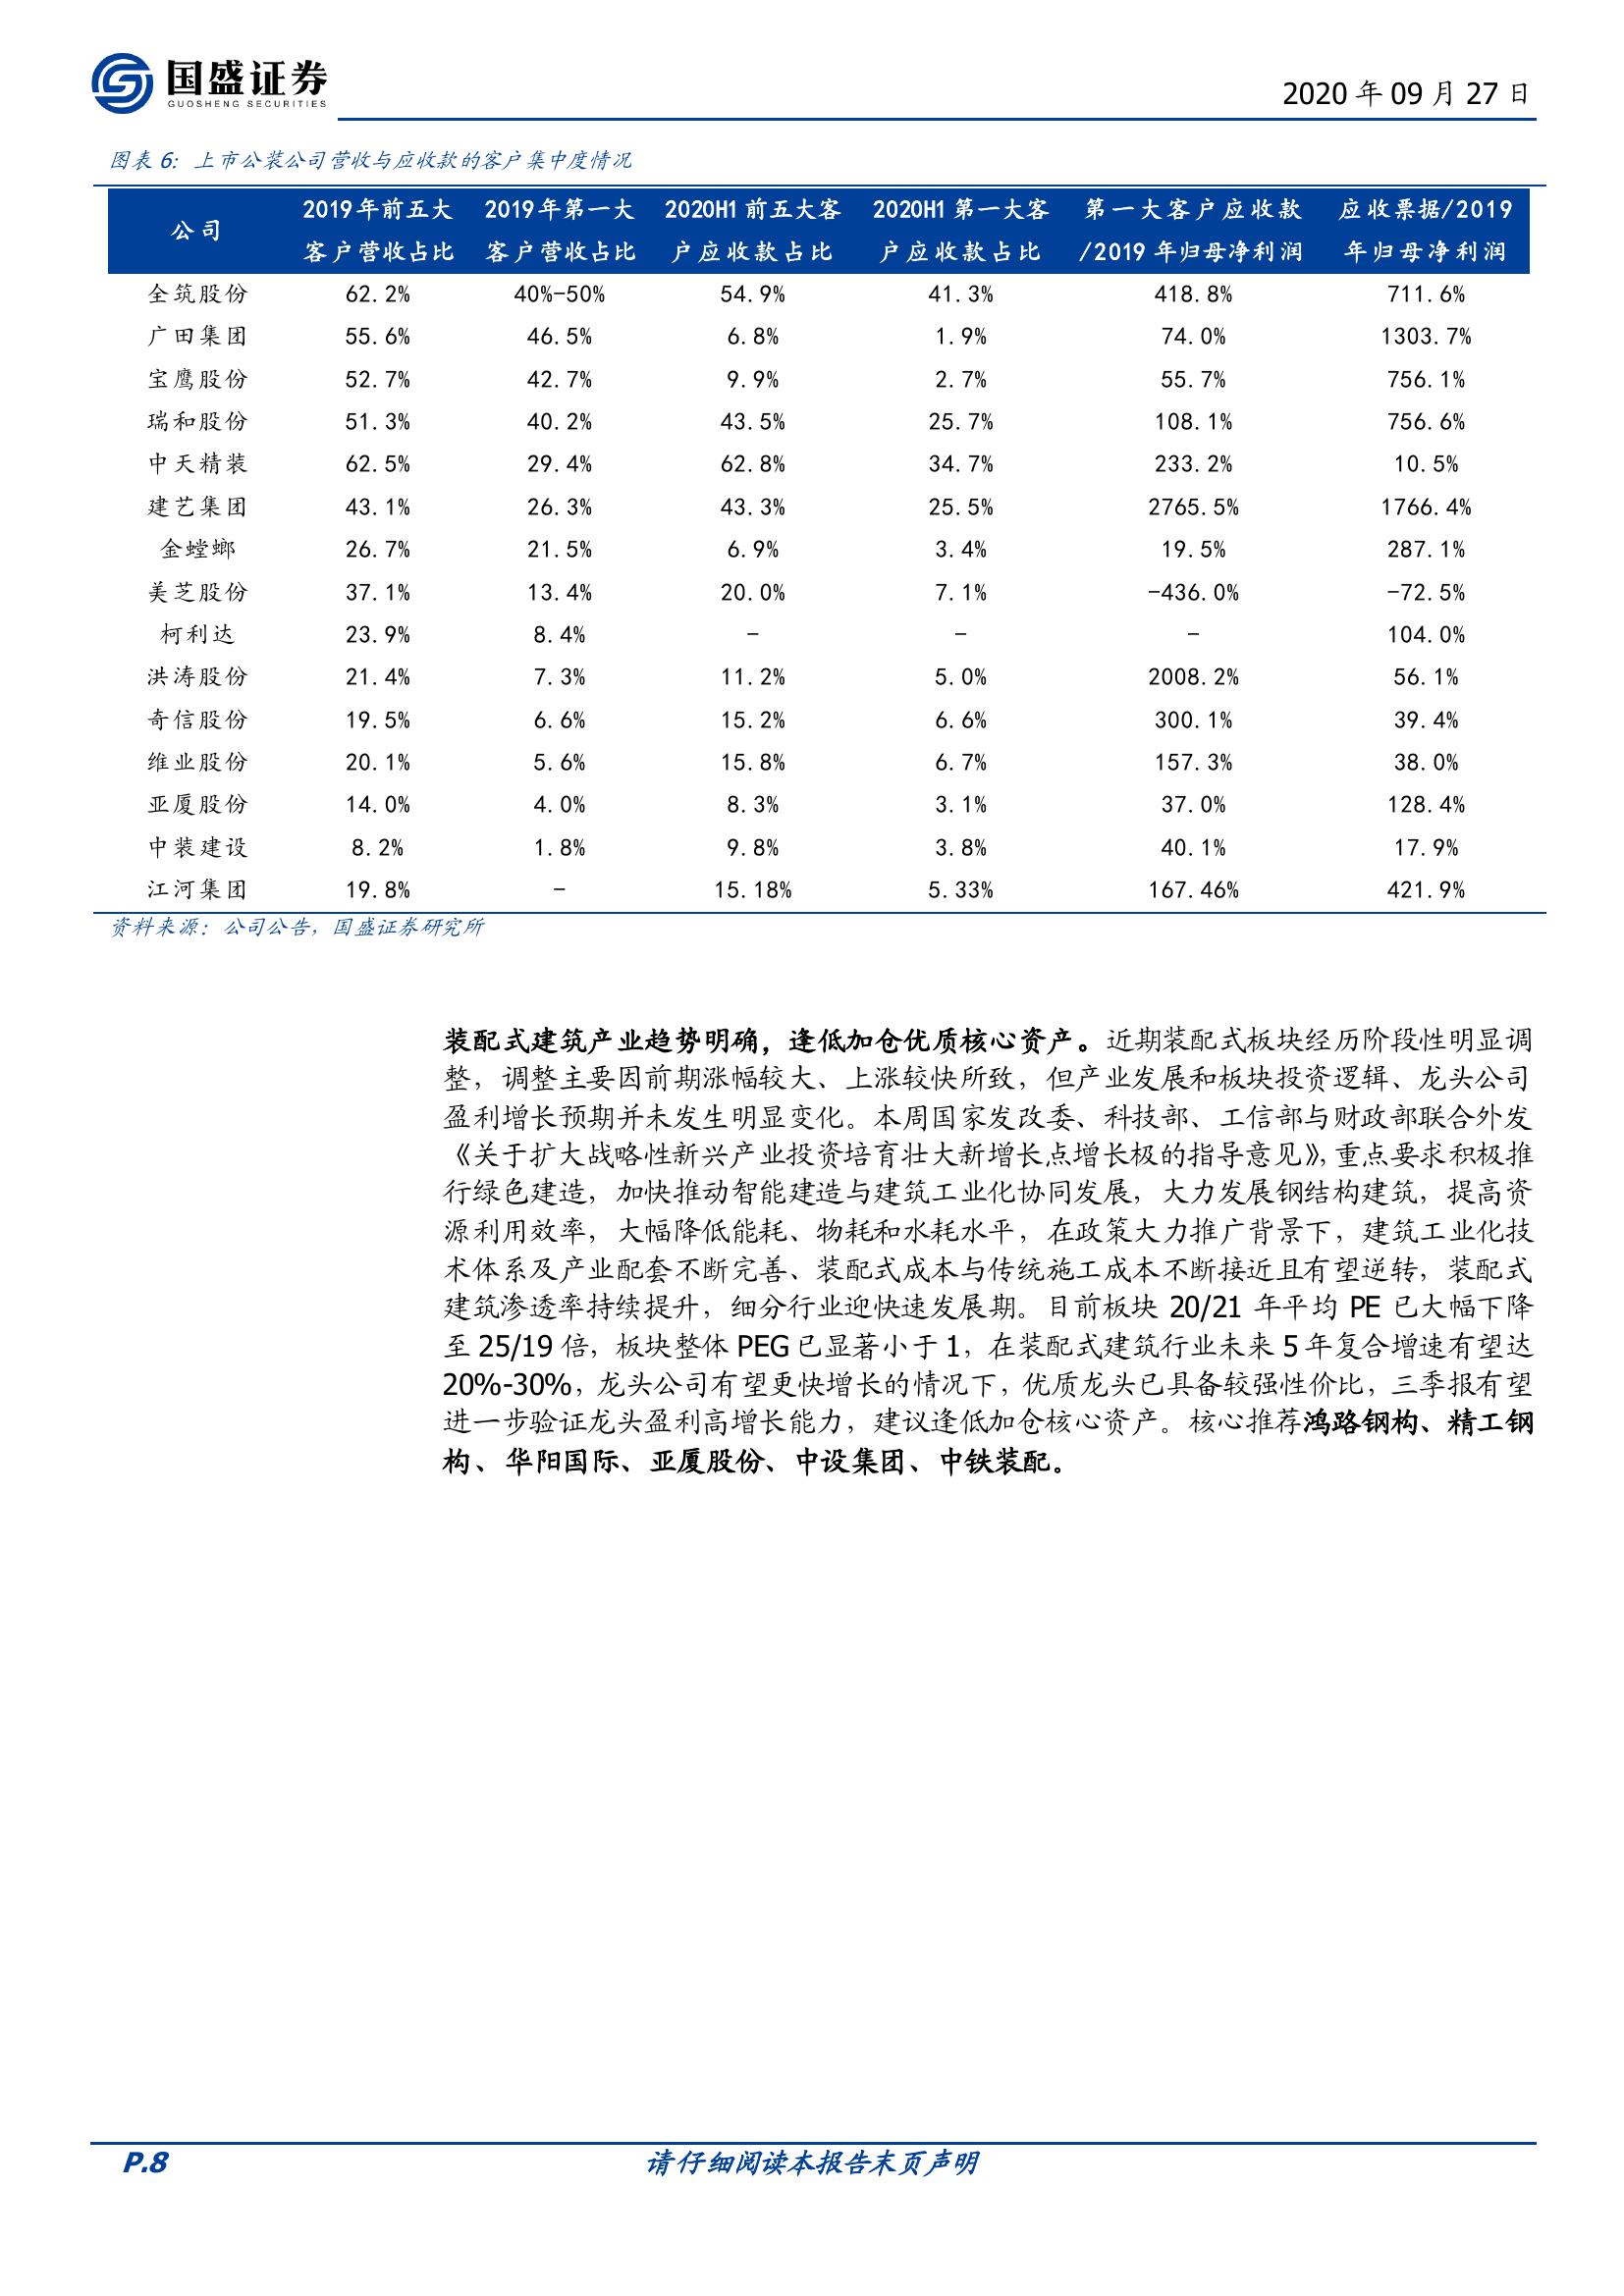 国盛证券
GUOSHENG SECURITIES
2020 年 09 月 27 日
图表 6: 上市公装公司营收与应收款的客户集中度情况
公司 2019 年前五大客户营收占比 2019 年第一大客户营收占比 2020H1 前五大客户应收款占比 2020H1 第一大客户应收款占比 第一大客户应收款/2019 年归母净利润 应收票据/2019 年归母净利润
全筑股份 62.2% 40%-50% 54.9% 41.3% 418.8% 711.6%
广田集团 55.6% 46.5% 6.8% 1.9% 74.0% 1303.7%
宝鹰股份 52.7% 42.7% 9.9% 2.7% 55.7% 756.1%
瑞和股份 51.3% 40.2% 43.5% 25.7% 108.1% 756.6%
中天精装 62.5% 29.4% 62.8% 34.7% 233.2% 10.5%
建艺集团 43.1% 26.3% 43.3% 25.5% 2765.5% 1766.4%
金螳螂 26.7% 21.5% 6.9% 3.4% 19.5% 287.1%
美芝股份 37.1% 13.4% 20.0% 7.1% -436.0% -72.5%
柯利达 23.9% 8.4% - - - 104.0%
洪涛股份 21.4% 7.3% 11.2% 5.0% 2008.2% 56.1%
奇信股份 19.5% 6.6% 15.2% 6.6% 300.1% 39.4%
维业股份 20.1% 5.6% 15.8% 6.7% 157.3% 38.0%
亚厦股份 14.0% 4.0% 8.3% 3.1% 37.0% 128.4%
中装建设 8.2% 1.8% 9.8% 3.8% 40.1% 17.9%
江河集团 19.8% - 15.18% 5.33% 167.46% 421.9%
资料来源：公司公告，国盛证券研究所
装配式建筑产业趋势明确，逢低加仓优质核心资产。近期装配式板块经历阶段性明显调
整，调整主要因前期涨幅较大、上涨较快所致，但产业发展和板块投资逻辑、龙头公司
盈利增长预期并未发生明显变化。本周国家发改委、科技部、工信部与财政部联合外发
《关于扩大战略性新兴产业投资培育壮大新增长点增长极的指导意见》，重点要求积极推
行绿色建造，加快推动智能建造与建筑工业化协同发展，大力发展钢结构建筑，提高资
源利用效率，大幅降低能耗、物耗和水耗水平，在政策大力推广背景下，建筑工业化技
术体系及产业配套不断完善、装配式成本与传统施工成本不断接近且有望逆转，装配式
建筑渗透率持续提升，细分行业迎快速发展期。目前板块 20/21 年平均 PE 已大幅下降
至 25/19 倍，板块整体 PEG 已显著小于 1，在装配式建筑行业未来 5 年复合增速有望达
20%-30%，龙头公司有望更快增长的情况下，优质龙头已具备较强性价比，三季报有望
进一步验证龙头盈利高增长能力，建议逢低加仓核心资产。核心推荐鸿路钢构、精工钢
构、华阳国际、亚厦股份、中设集团、中铁装配。
P.8 请仔细阅读本报告末页声明